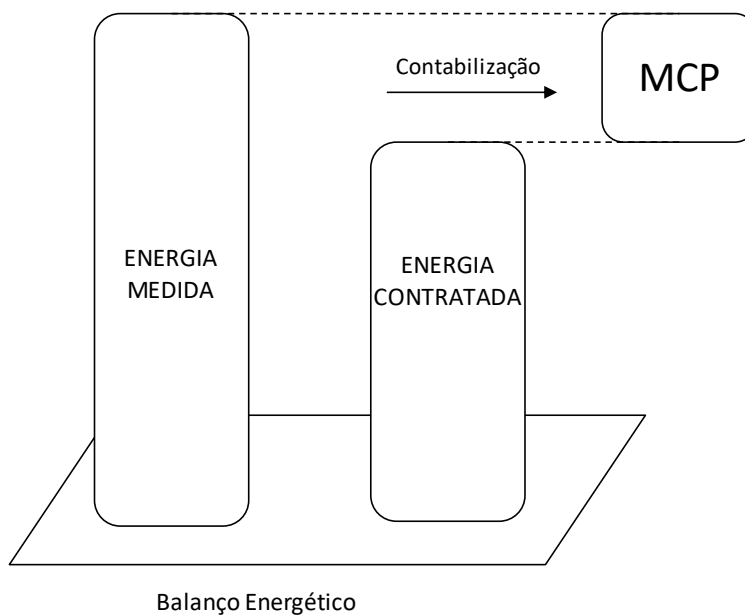 Contabilização
MCP
ENERGIA
MEDIDA
ENERGIA
CONTRATADA
Balanço Energético